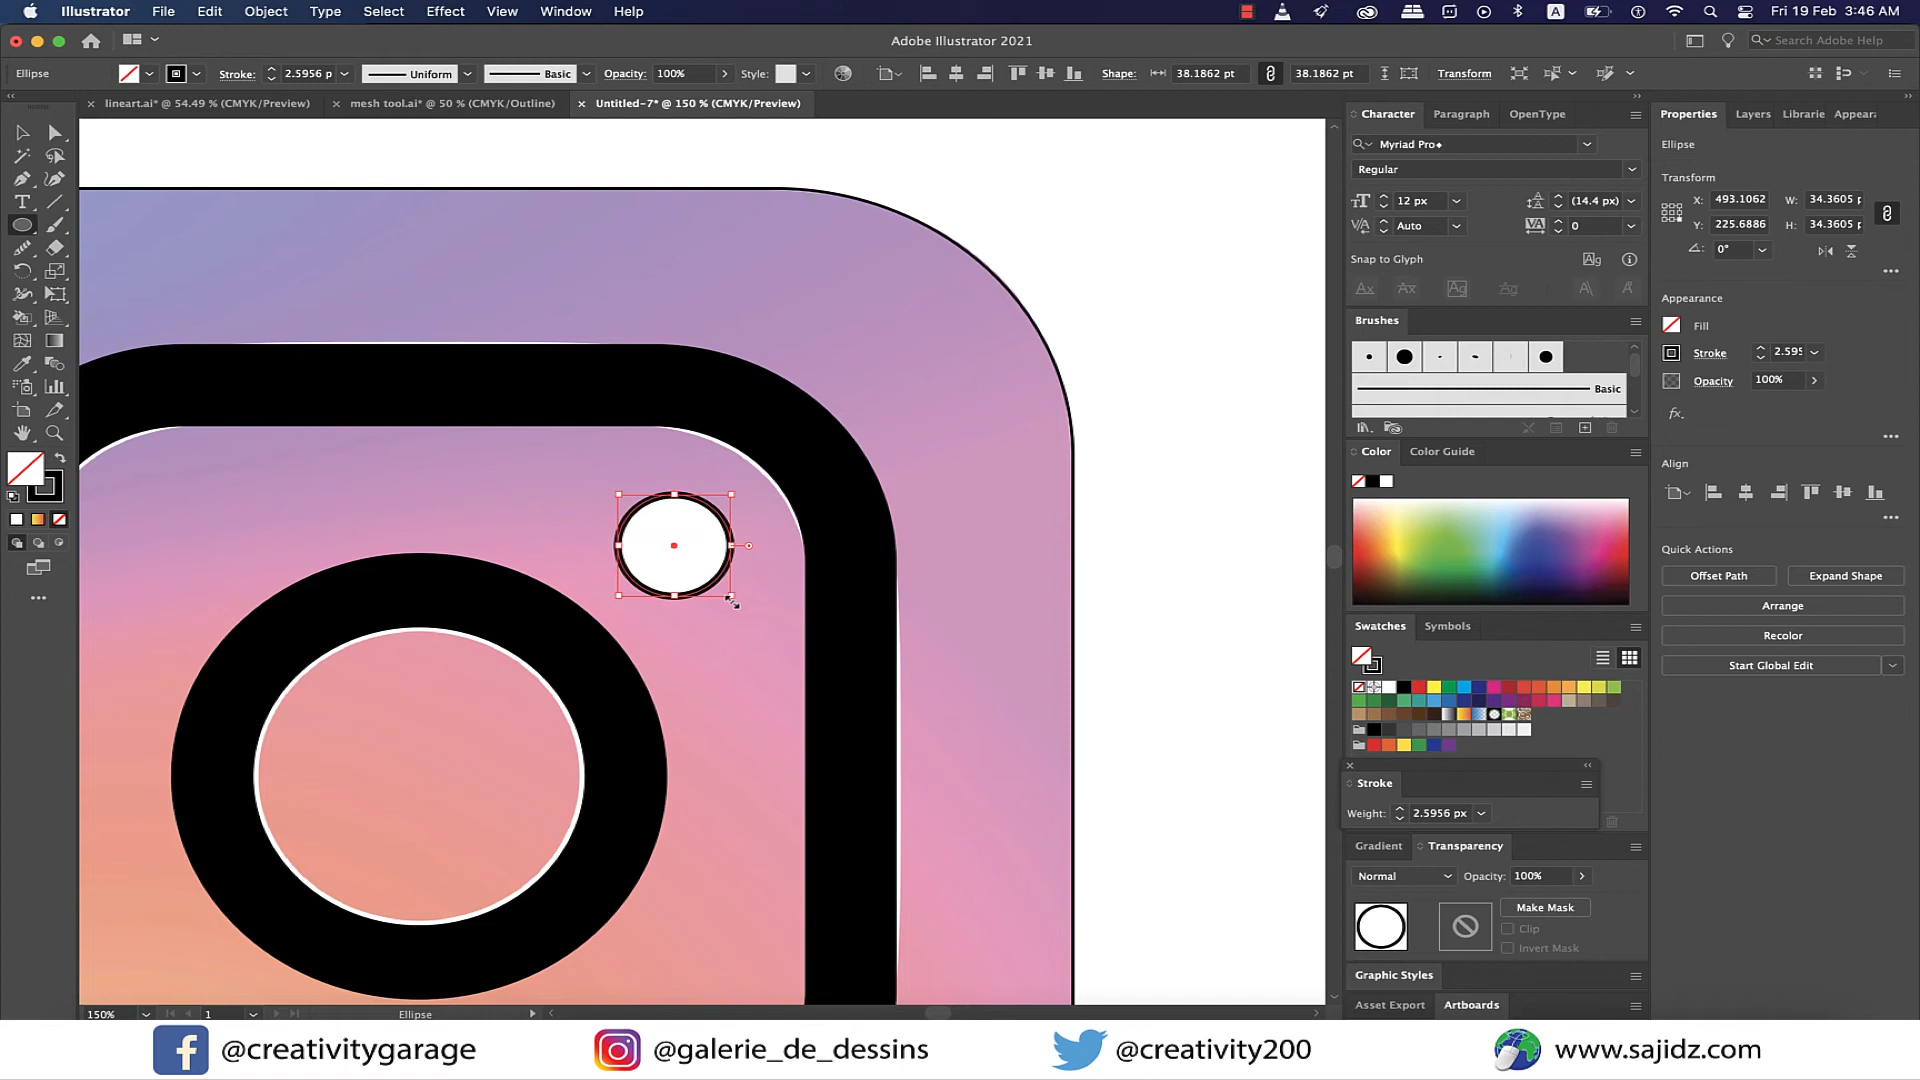 Illustrator File Edit Object Type Select Effect View Window Help A Fri 19 Feb 3:46 AM
Adobe Illustrator 2021 Search Adobe Help
Ellipse Stroke: 2.5956 p Uniform Basic Opacity: 100% Style: Shape: 38.1862 px 38.1862 px Transform
lineart.ai* @ 54.49 % (CMYK/Preview) mesh tool.ai* @ 50 % (CMYK/Outline) Untitled-7* @ 150 % (CMYK/Preview)
Character Paragraph OpenType
Myriad Pro
Regular
12 px (14.4 px)
Auto 0
Snap to Glyph
Brushes
Basic
Color Color Guide
Swatches Symbols
Stroke
Weight: 2.5956 px
Gradient Transparency
Normal Opacity: 100%
Make Mask
Clip
Invert Mask
Graphic Styles
Asset Export Artboards
Properties Layers Librarie Appear
Ellipse
Transform
X: 493.1062 W: 34.3605 p
Y: 225.6886 H: 34.3605 p
0°
Appearance
Fill
Stroke 2.595
Opacity 100%
fx.
Align
Quick Actions
Offset Path Expand Shape
Arrange
Recolor
Start Global Edit
150% 1 Ellipse
@creativitygarage @galerie_de_dessins @creativity200 www.sajidz.com